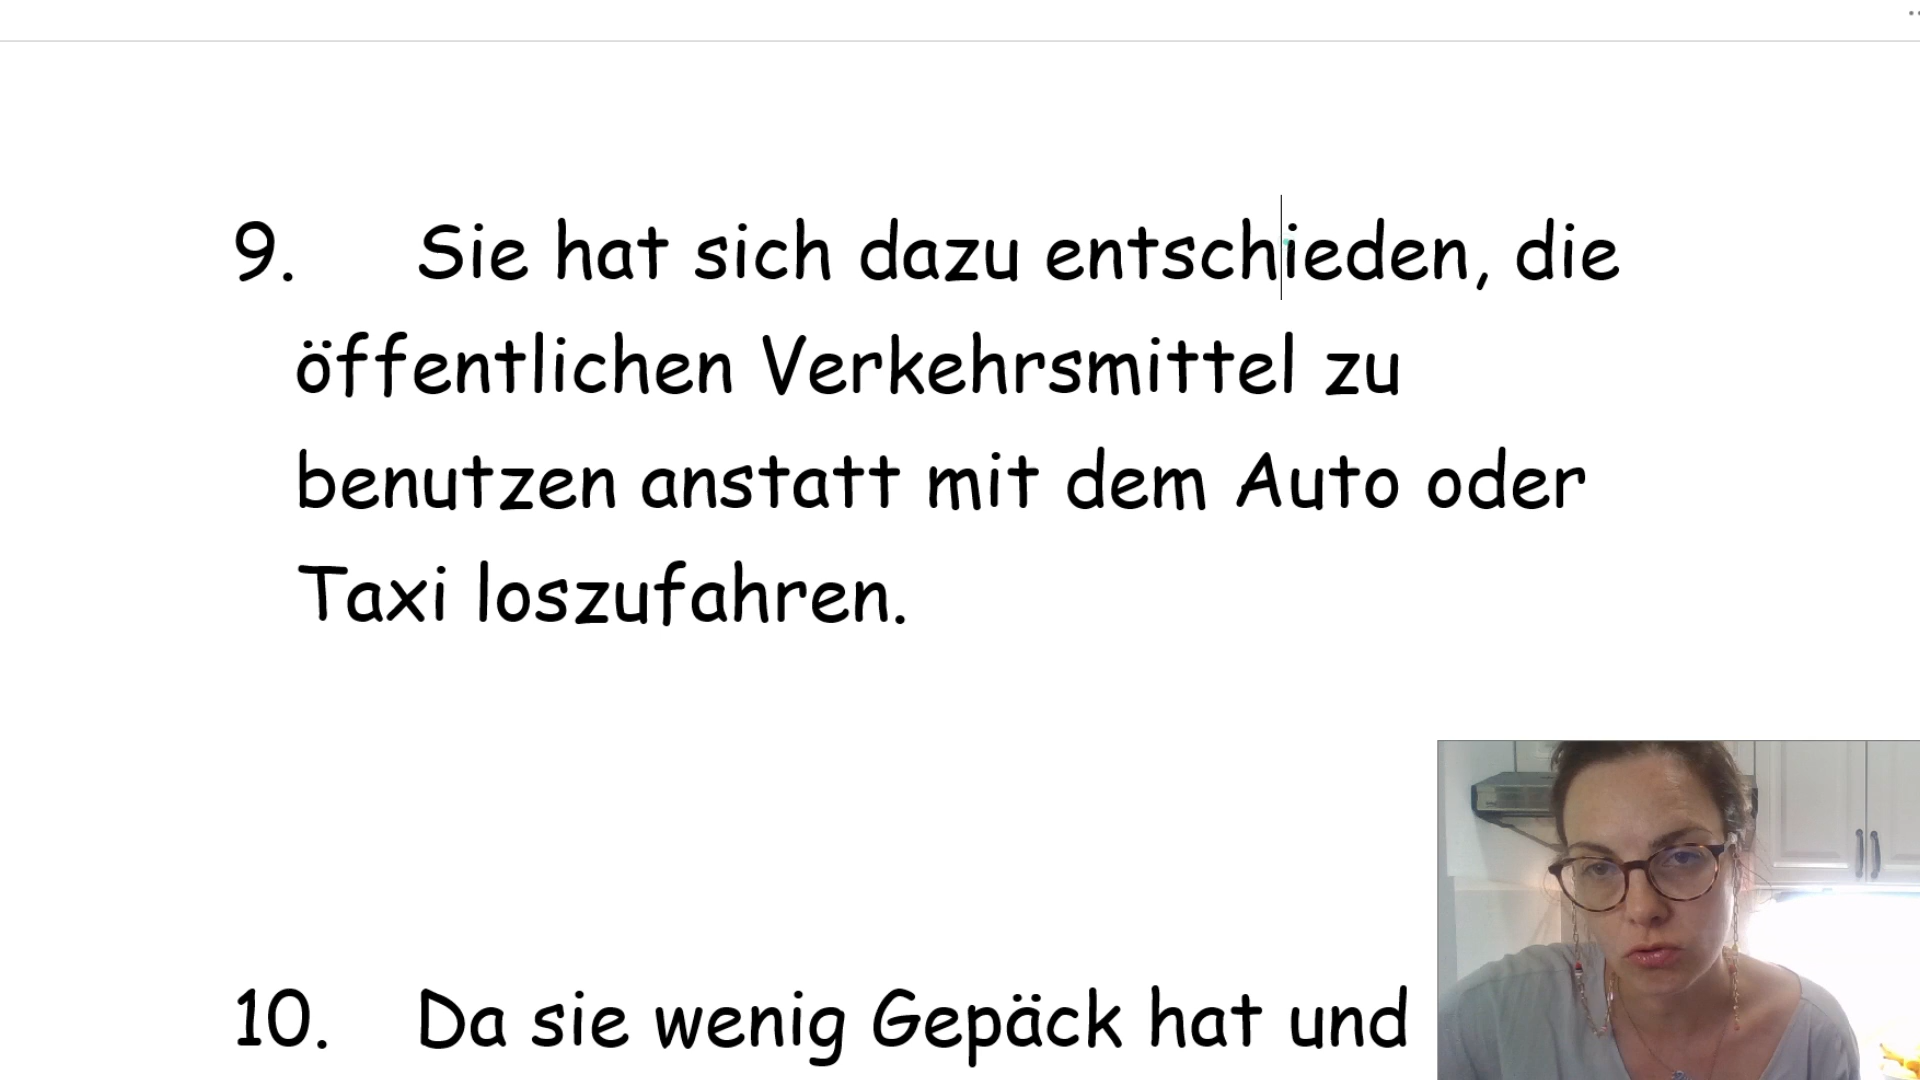 9. Sie hat sich dazu entschieden, die
öffentlichen Verkehrsmittel zu
benutzen anstatt mit dem Auto oder
Taxi loszufahren.
10. Da sie wenig Gepäck hat und